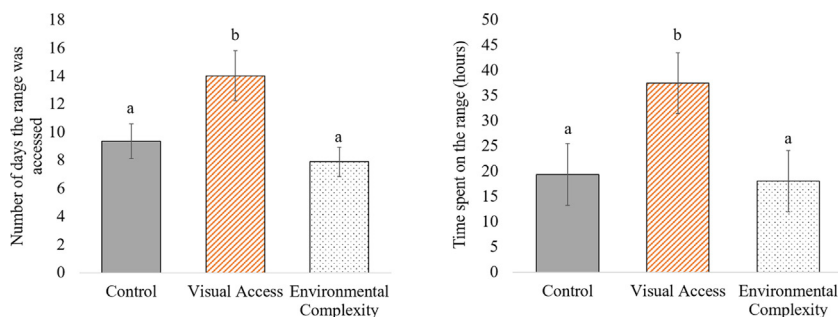 Number of days the range was
accessed
18
16
14
12
10
8
6
4
2
0
a
b
a
Control
Visual Access
Environmental
Complexity
Time spent on the range (hours)
50
45
40
35
30
25
20
15
10
5
0
a
b
a
Control
Visual Access
Environmental
Complexity